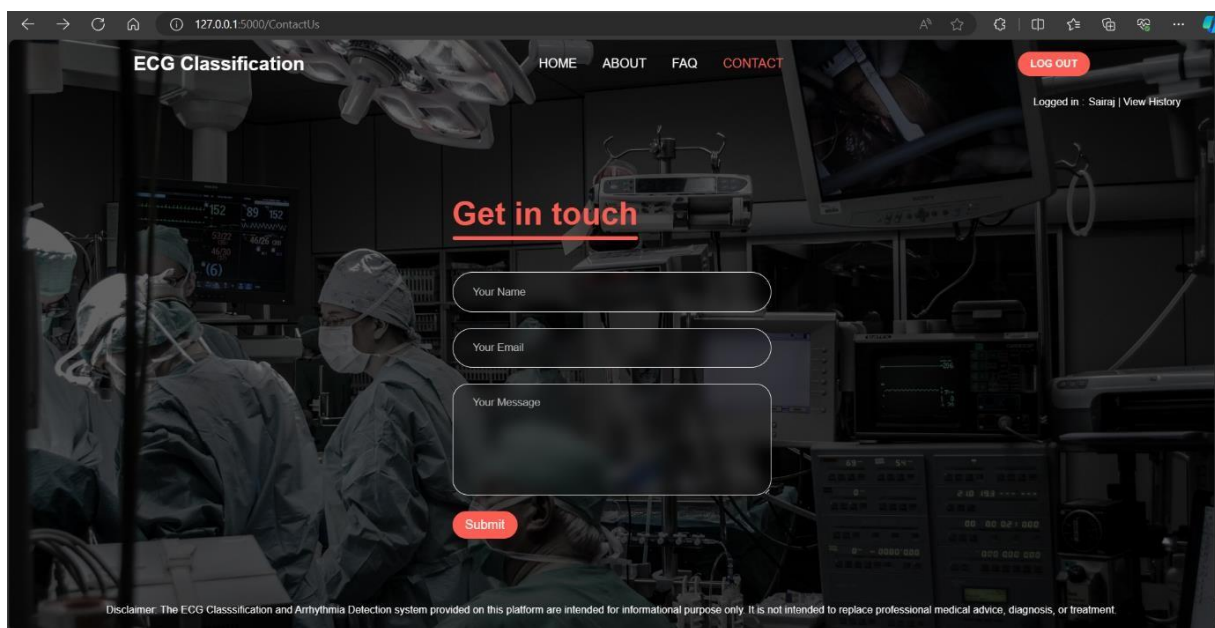 127.0.0.1:5000/ContactUs
ECG Classification
HOME ABOUT FAQ CONTACT
LOG OUT
Logged in : Sairaj | View History
152 89 152
Get in touch
Your Name
Your Email
Your Message
Submit
Disclaimer: The ECG Classsification and Arrhythmia Detection system provided on this platform are intended for informational purpose only. It is not intended to replace professional medical advice, diagnosis, or treatment.